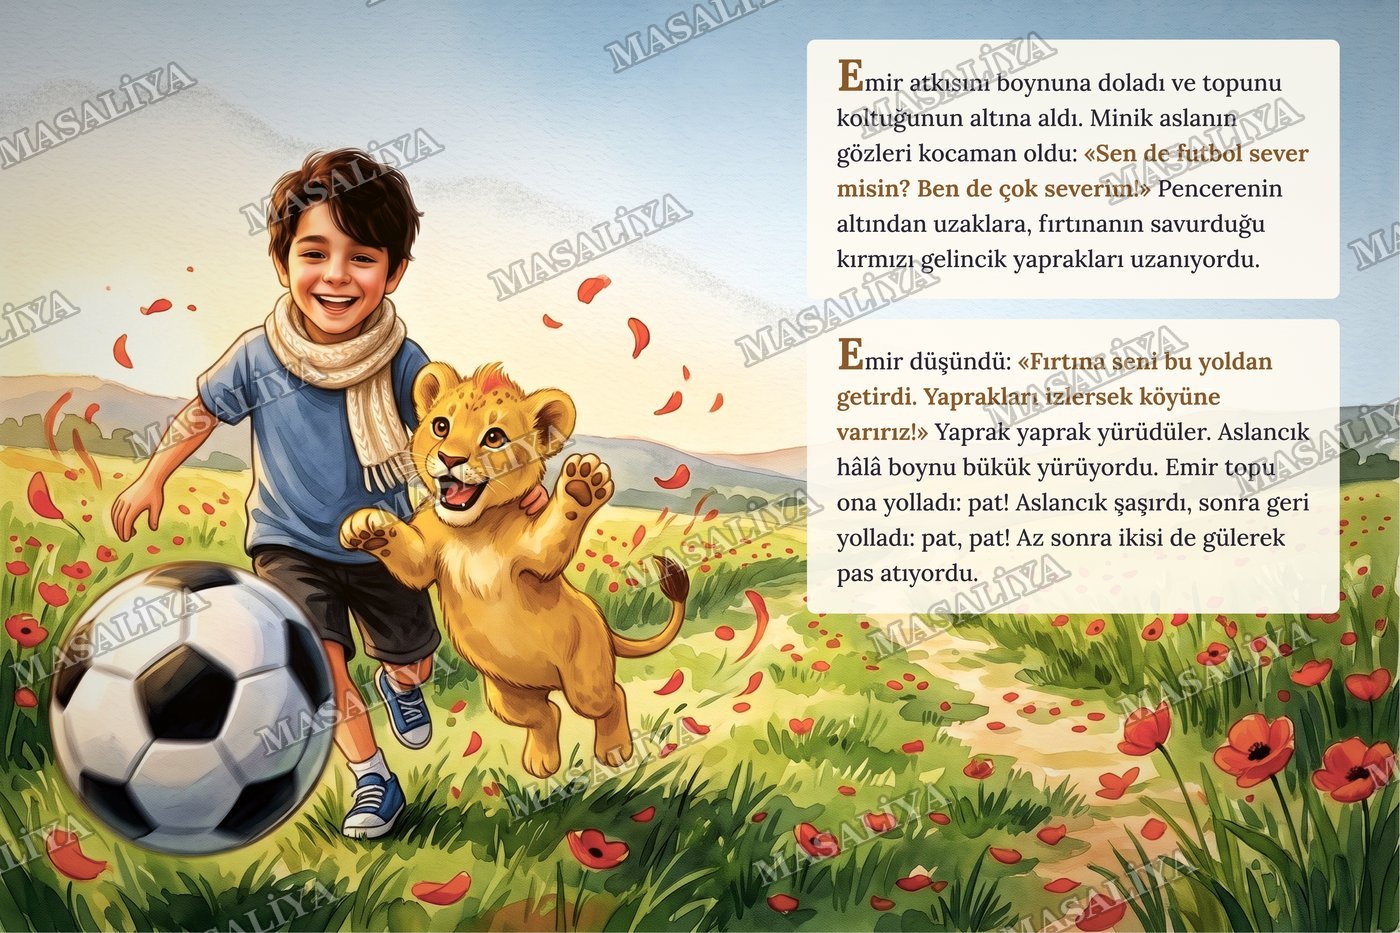 Emir atkısını boynuna doladı ve topunu
koltuğunun altına aldı. Minik aslanın
gözleri kocaman oldu: «Sen de futbol sever
misin? Ben de çok severim!» Pencerenin
altından uzaklara, fırtınanın savurduğu
kırmızı gelincik yaprakları uzanıyordu.
Emir düşündü: «Fırtına seni bu yoldan
getirdi. Yaprakları izlersek köyüne
varırız!» Yaprak yaprak yürüdüler. Aslancık
hâlâ boynu bükük yürüyordu. Emir topu
ona yolladı: pat! Aslancık şaşırdı, sonra geri
yolladı: pat, pat! Az sonra ikisi de gülerek
pas atıyordu.
MASALİYA